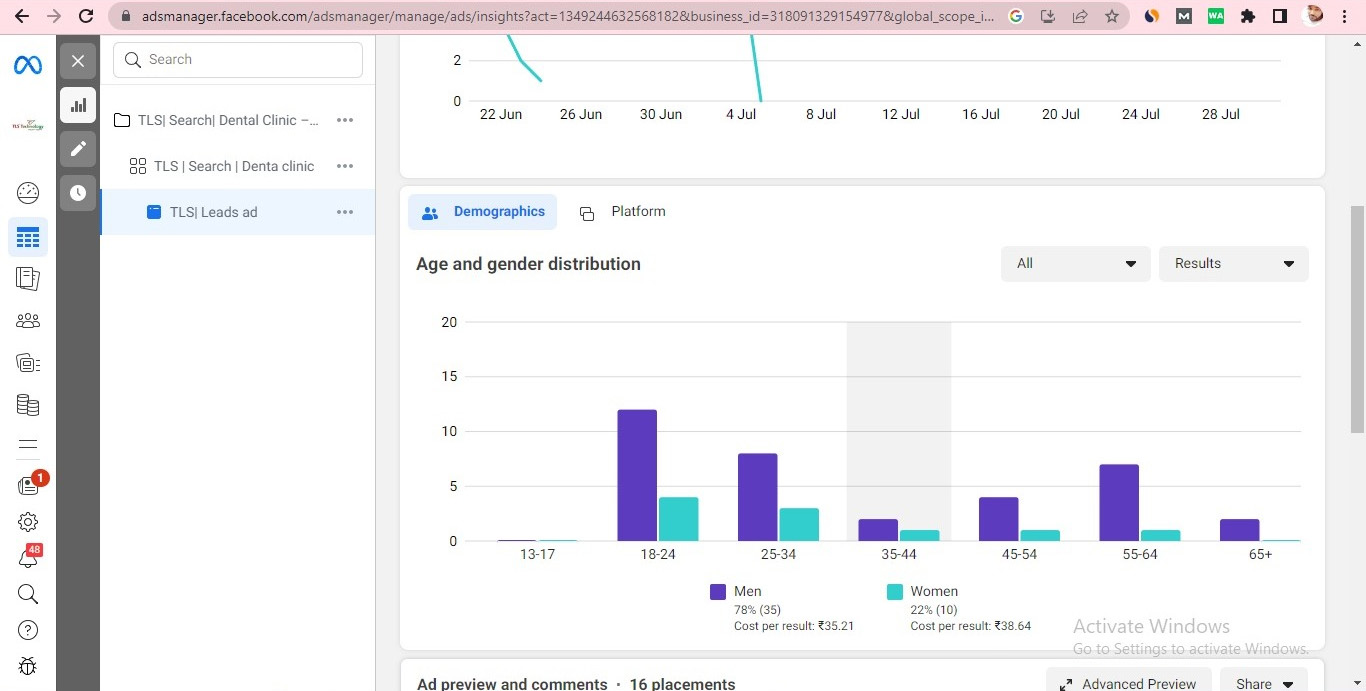 adsmanager.facebook.com/adsmanager/manage/ads/insights?act=1349244632568182&business_id=318091329154977&global_scope_i...
M
WA
Search
2
0
22 Jun 26 Jun 30 Jun 4 Jul 8 Jul 12 Jul 16 Jul 20 Jul 24 Jul 28 Jul
TLS Technology
TLS| Search| Dental Clinic –...
TLS | Search | Denta clinic
TLS| Leads ad
Demographics Platform
Age and gender distribution
All
Results
20
15
10
5
0
13-17 18-24 25-34 35-44 45-54 55-64 65+
Men
78% (35)
Cost per result: ₹35.21
Women
22% (10)
Cost per result: ₹38.64
1
48
?
Activate Windows
Go to Settings to activate Windows.
Ad preview and comments · 16 placements
Advanced Preview
Share